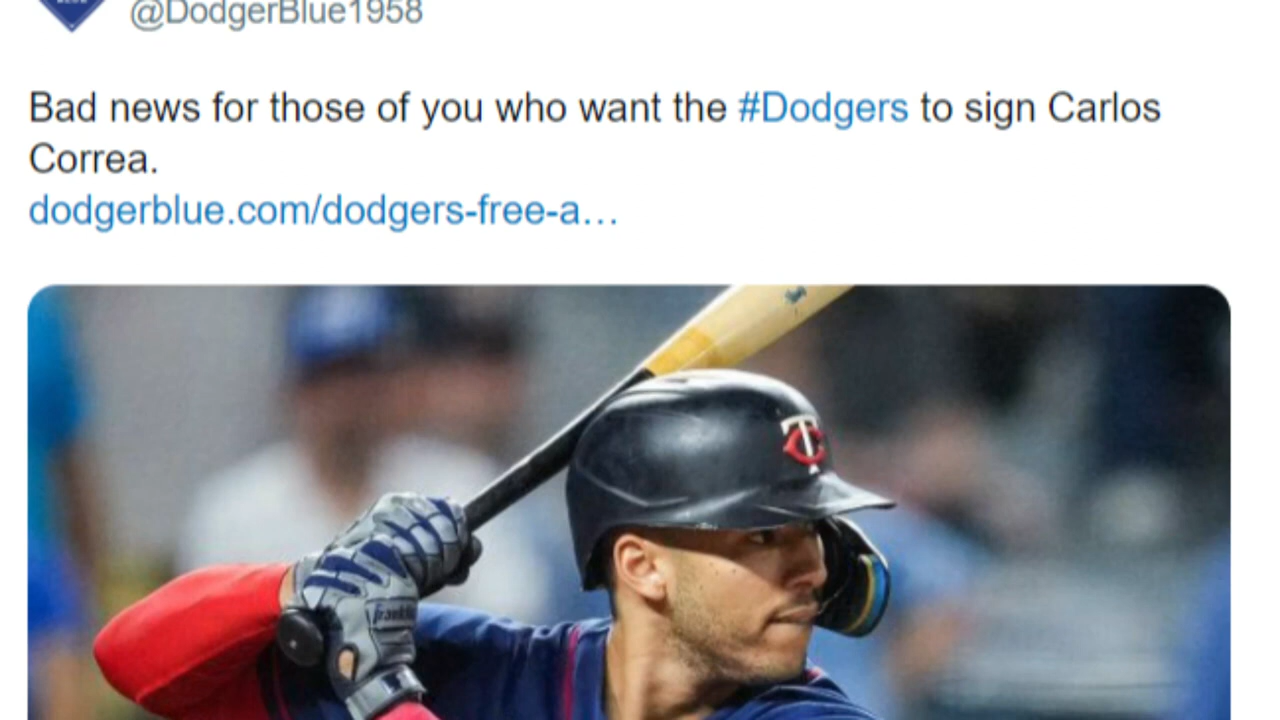 @DodgerBlue1958
Bad news for those of you who want the #Dodgers to sign Carlos
Correa.
dodgerblue.com/dodgers-free-a…
TC
franklin